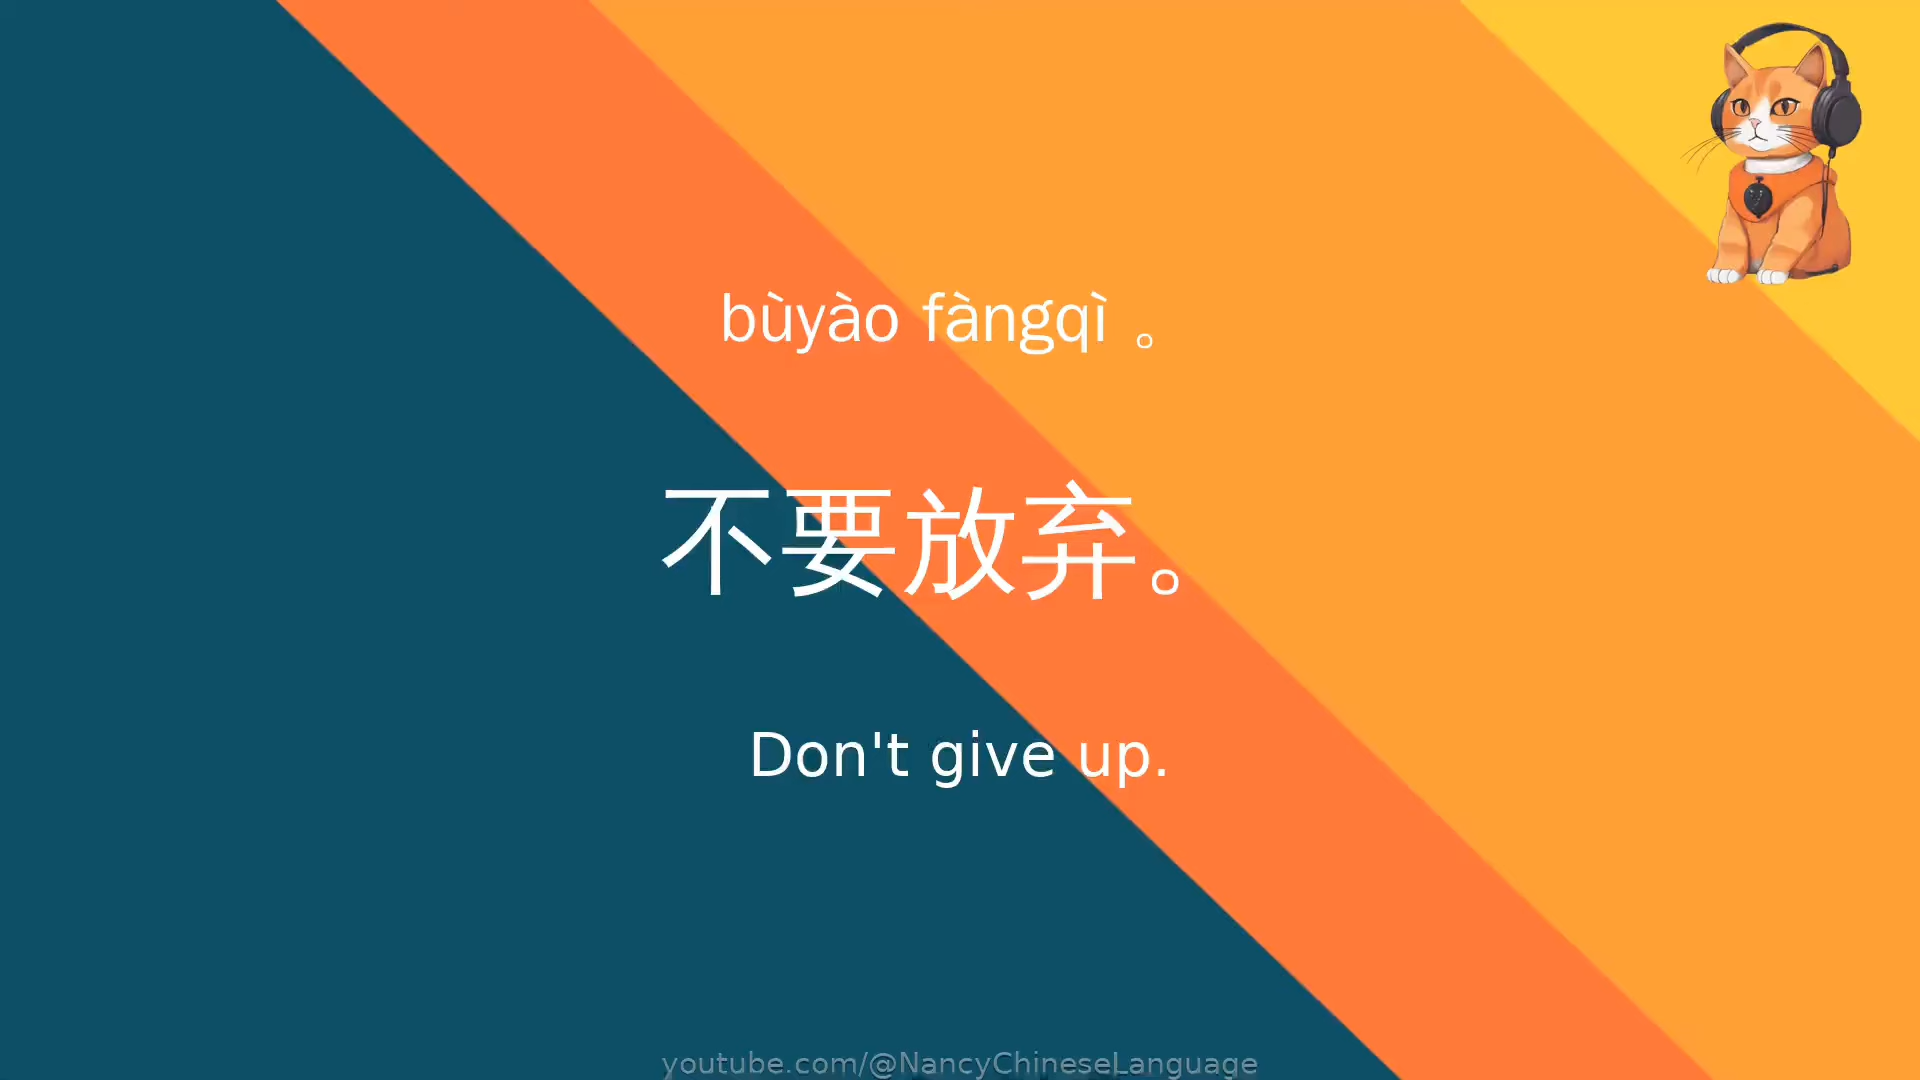 bùyào fàngqì 。
不要放弃。
Don't give up.
youtube.com/@NancyChineseLanguage